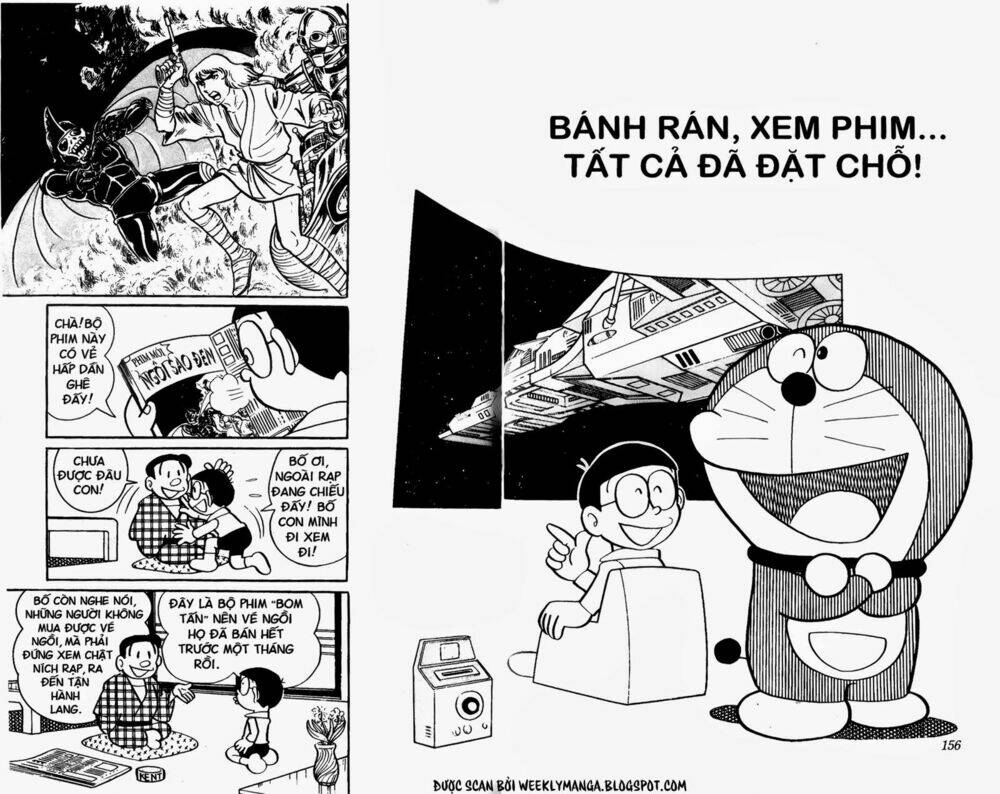 BÁNH RÁN, XEM PHIM...
TẤT CẢ ĐÃ ĐẶT CHỖ!
156
CHÀ! BỘ
PHIM NÀY
CÓ VẺ
HẤP DẪN
GHÊ
ĐẤY!
PHIM MỚI
NGÔI SAO ĐEN
BỐ ƠI,
NGOÀI RẠP
ĐANG CHIẾU
ĐẤY! BỐ
CON MÌNH
ĐI XEM
ĐI!
CHƯA
ĐƯỢC ĐÂU
CON!
ĐÂY LÀ BỘ PHIM "BOM
TẤN" NÊN VÉ NGỒI
HỌ ĐÃ BÁN HẾT
TRƯỚC MỘT THÁNG
RỒI.
BỐ CÒN NGHE NÓI,
NHỮNG NGƯỜI KHÔNG
MUA ĐƯỢC VÉ
NGỒI, MÀ PHẢI
ĐỨNG XEM CHẬT
NÍCH RẠP, RA
ĐẾN TẬN
HÀNH
LANG.
KENT
ĐƯỢC SCAN BỞI WEEKLYMANGA.BLOGSPOT.COM